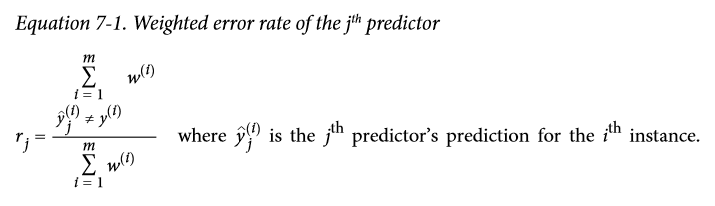 Equation 7-1. Weighted error rate of the jth predictor
m
∑ w(i)
i = 1
ŷj(i) ≠ y(i)
rj = where ŷj(i) is the jth predictor’s prediction for the ith instance.
m
∑ w(i)
i = 1